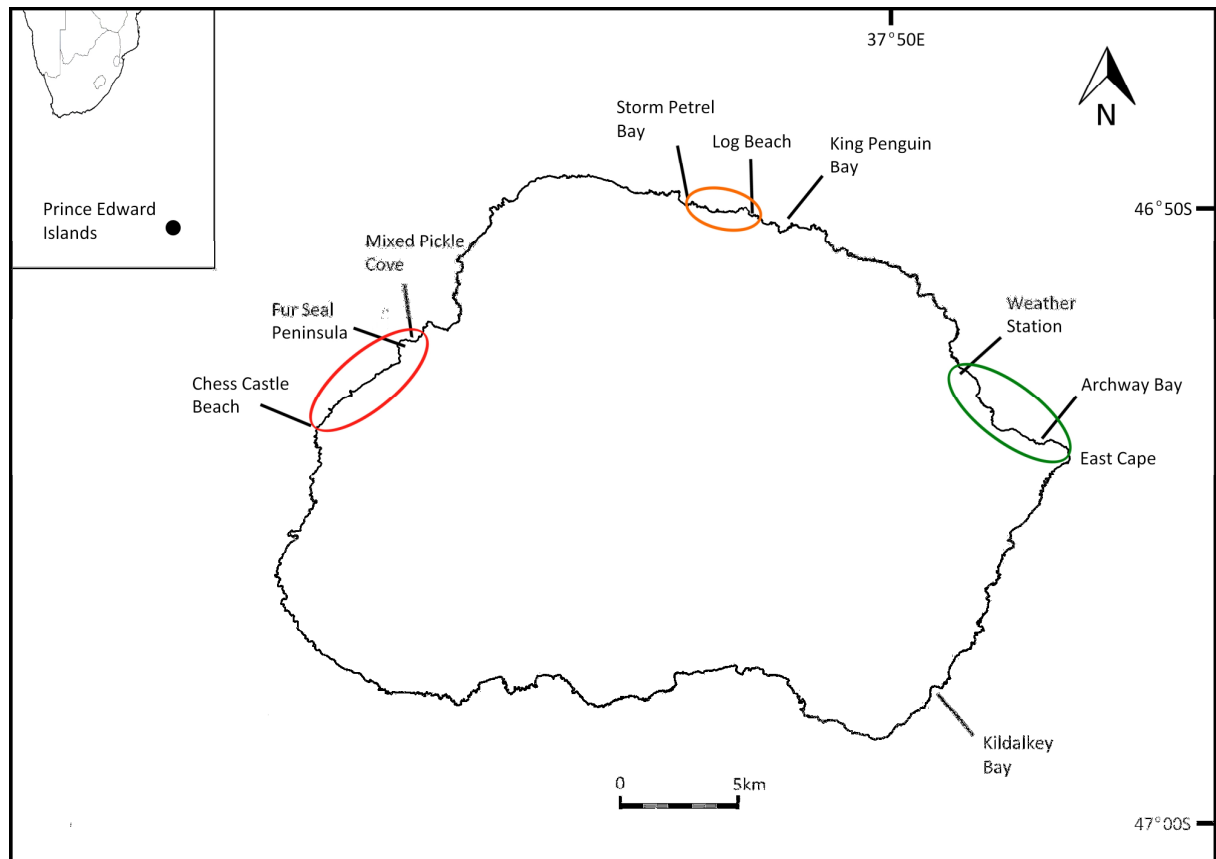 37°50E
N
Storm Petrel
Bay
Log Beach
King Penguin
Bay
46°50S
Prince Edward
Islands
Mixed Pickle
Cove
Fur Seal
Peninsula
Weather
Station
Chess Castle
Beach
Archway Bay
East Cape
Kildalkey
Bay
0 5km
47°00S